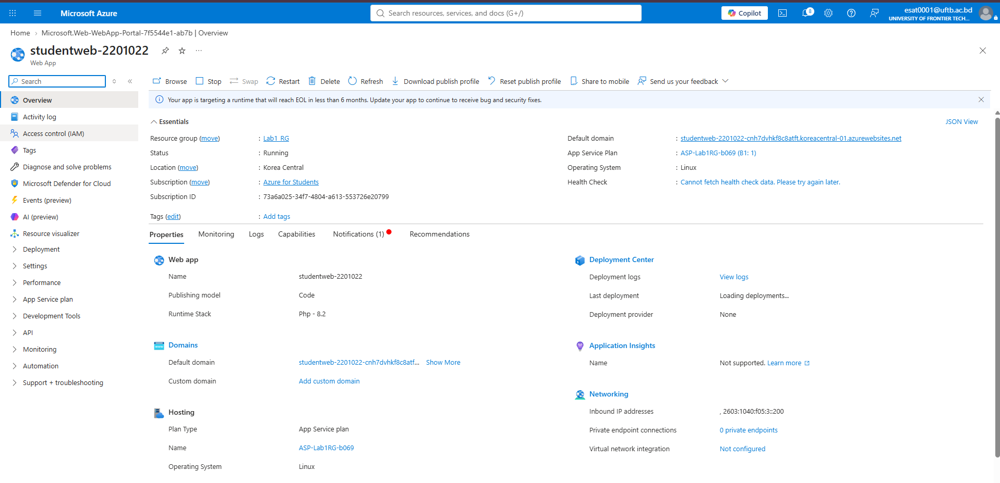 Microsoft Azure
Search resources, services, and docs (G+/)
Copilot
8
esat0001@uftb.ac.bd
UNIVERSITY OF FRONTIER TECH...
Home > Microsoft.Web-WebApp-Portal-7f5544e1-ab7b | Overview
studentweb-2201022
Web App
Search
Browse Stop Swap Restart Delete Refresh Download publish profile Reset publish profile Share to mobile Send us your feedback
Your app is targeting a runtime that will reach EOL in less than 6 months. Update your app to continue to receive bug and security fixes.
Overview
Activity log
Access control (IAM)
Tags
Diagnose and solve problems
Microsoft Defender for Cloud
Events (preview)
AI (preview)
Resource visualizer
Deployment
Settings
Performance
App Service plan
Development Tools
API
Monitoring
Automation
Support + troubleshooting
Essentials
JSON View
Resource group (move) : Lab1_RG
Status : Running
Location (move) : Korea Central
Subscription (move) : Azure for Students
Subscription ID : 73a6a025-34f7-4804-a613-553726e20799
Tags (edit) : Add tags
Default domain : studentweb-2201022-cnh7dvhkf8c8atft.koreacentral-01.azurewebsites.net
App Service Plan : ASP-Lab1RG-b069 (B1: 1)
Operating System : Linux
Health Check : Cannot fetch health check data. Please try again later.
Properties Monitoring Logs Capabilities Notifications (1) Recommendations
Web app
Name studentweb-2201022
Publishing model Code
Runtime Stack Php - 8.2
Domains
Default domain studentweb-2201022-cnh7dvhkf8c8atf... Show More
Custom domain Add custom domain
Hosting
Plan Type App Service plan
Name ASP-Lab1RG-b069
Operating System Linux
Deployment Center
Deployment logs View logs
Last deployment Loading deployments...
Deployment provider None
Application Insights
Name Not supported. Learn more
Networking
Inbound IP addresses , 2603:1040:f05:3::200
Private endpoint connections 0 private endpoints
Virtual network integration Not configured